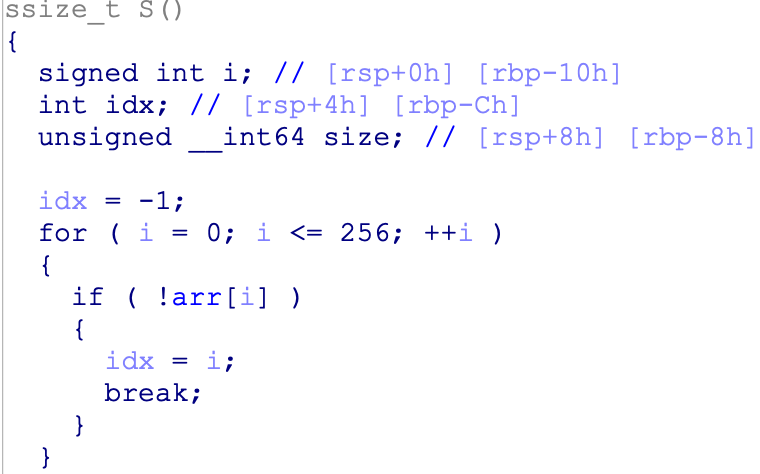 ssize_t S()
{
signed int i; // [rsp+0h] [rbp-10h]
int idx; // [rsp+4h] [rbp-Ch]
unsigned __int64 size; // [rsp+8h] [rbp-8h]
idx = -1;
for ( i = 0; i <= 256; ++i )
{
if ( !arr[i] )
{
idx = i;
break;
}
}